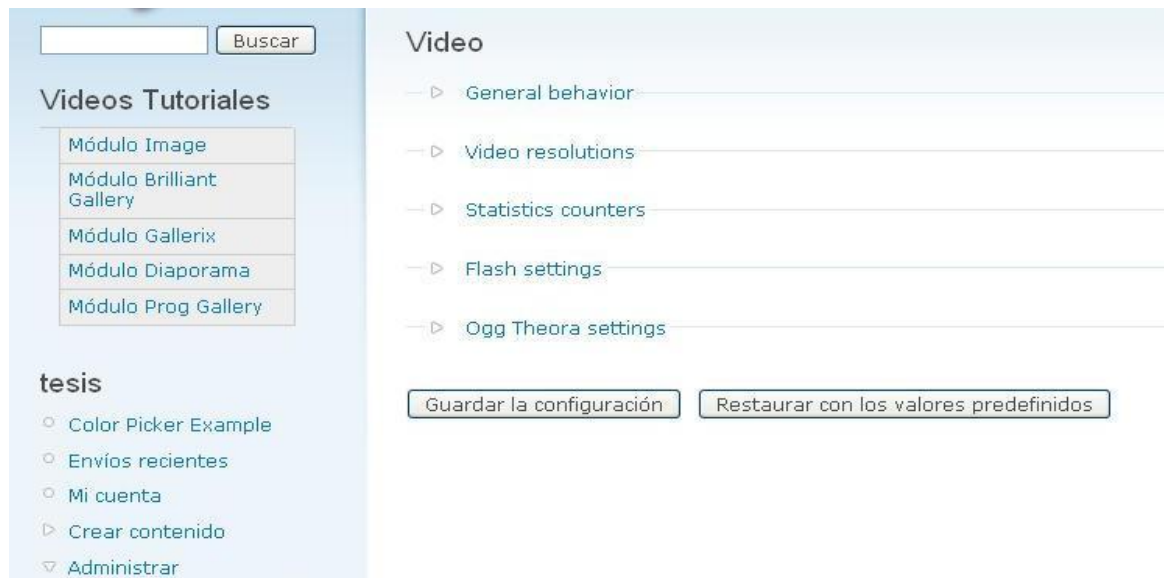 Buscar
Videos Tutoriales
Módulo Image
Módulo Brilliant
Gallery
Módulo Gallerix
Módulo Diaporama
Módulo Prog Gallery
tesis
Color Picker Example
Envíos recientes
Mi cuenta
Crear contenido
Administrar
Video
General behavior
Video resolutions
Statistics counters
Flash settings
Ogg Theora settings
Guardar la configuración Restaurar con los valores predefinidos